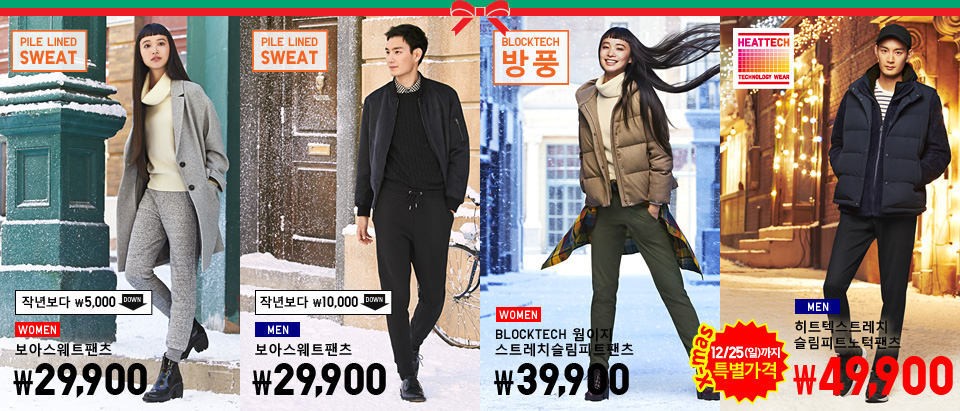 PILE LINED
SWEAT
작년보다 ₩5,000 DOWN
WOMEN
보아스웨트팬츠
₩29,900
PILE LINED
SWEAT
작년보다 ₩10,000 DOWN
MEN
보아스웨트팬츠
₩29,900
BLOCKTECH
방풍
WOMEN
BLOCKTECH 웜이지
스트레치슬림피트팬츠
₩39,900
HEATTECH
TECHNOLOGY WEAR
MEN
히트텍스트레치
슬림피트노턱팬츠
X-mas
12/25(일)까지
특별가격
₩49,900